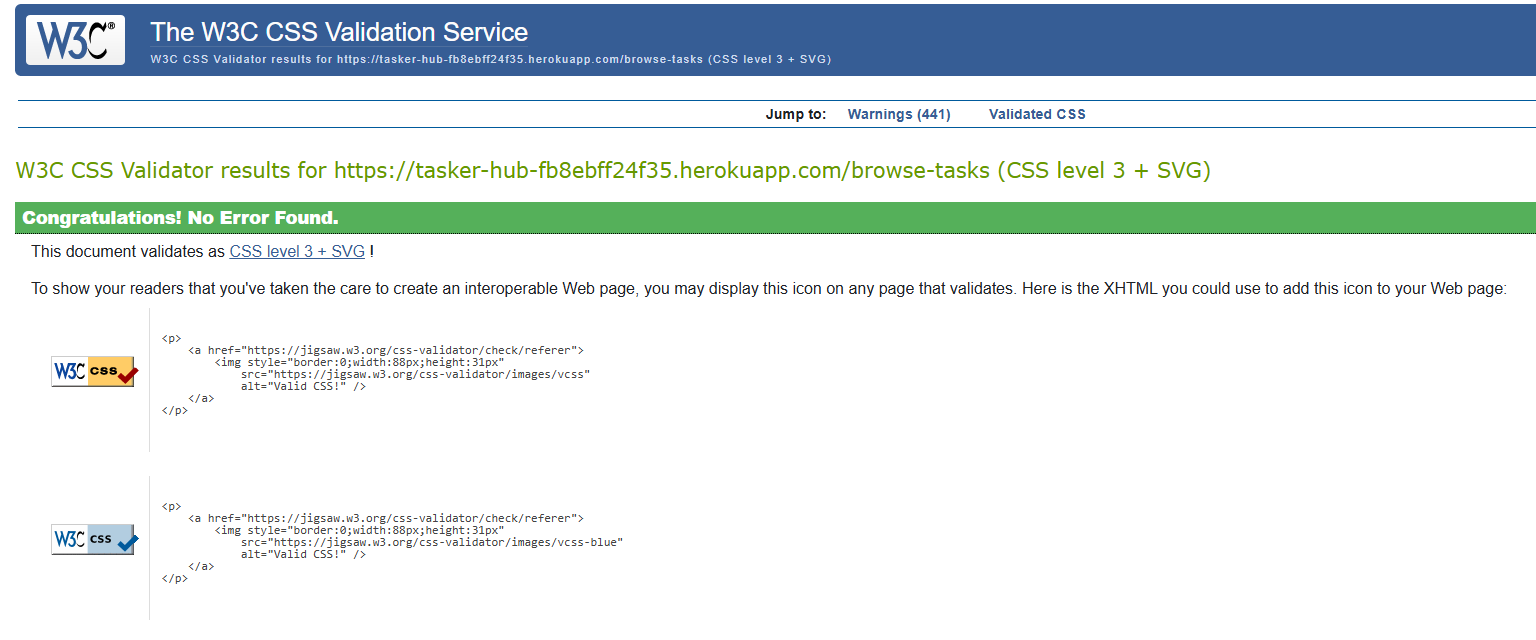 W3C®
The W3C CSS Validation Service
W3C CSS Validator results for https://tasker-hub-fb8ebff24f35.herokuapp.com/browse-tasks (CSS level 3 + SVG)
Jump to: Warnings (441) Validated CSS
W3C CSS Validator results for https://tasker-hub-fb8ebff24f35.herokuapp.com/browse-tasks (CSS level 3 + SVG)
Congratulations! No Error Found.
This document validates as CSS level 3 + SVG !
To show your readers that you've taken the care to create an interoperable Web page, you may display this icon on any page that validates. Here is the XHTML you could use to add this icon to your Web page:
W3C css
<p>
<a href="https://jigsaw.w3.org/css-validator/check/referer">
<img style="border:0;width:88px;height:31px"
src="https://jigsaw.w3.org/css-validator/images/vcss"
alt="Valid CSS!" />
</a>
</p>
W3C css
<p>
<a href="https://jigsaw.w3.org/css-validator/check/referer">
<img style="border:0;width:88px;height:31px"
src="https://jigsaw.w3.org/css-validator/images/vcss-blue"
alt="Valid CSS!" />
</a>
</p>